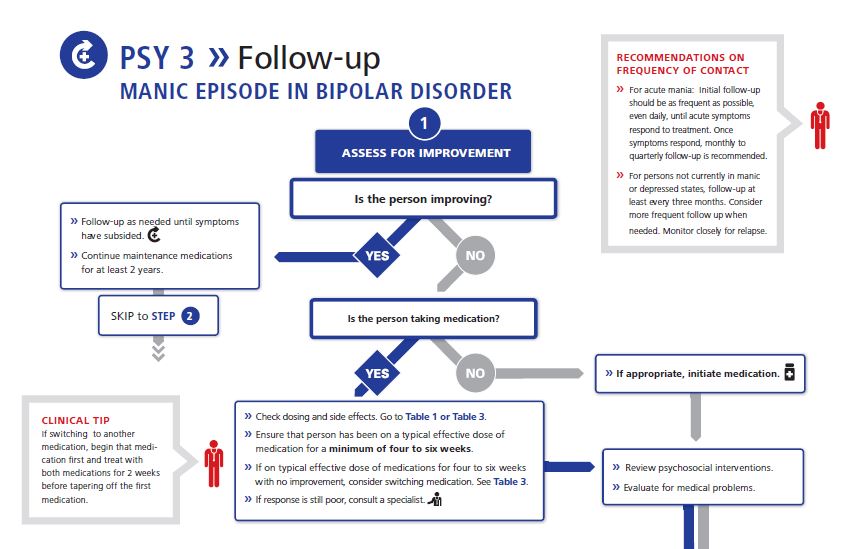 PSY 3 » Follow-up
MANIC EPISODE IN BIPOLAR DISORDER
1
ASSESS FOR IMPROVEMENT
Is the person improving?
YES
NO
» Follow-up as needed until symptoms
have subsided.
» Continue maintenance medications
for at least 2 years.
SKIP to STEP 2
Is the person taking medication?
YES
NO
» If appropriate, initiate medication.
» Check dosing and side effects. Go to Table 1 or Table 3.
» Ensure that person has been on a typical effective dose of
medication for a minimum of four to six weeks.
» If on typical effective dose of medications for four to six weeks
with no improvement, consider switching medication. See Table 3.
» If response is still poor, consult a specialist.
» Review psychosocial interventions.
» Evaluate for medical problems.
CLINICAL TIP
If switching to another
medication, begin that medi-
cation first and treat with
both medications for 2 weeks
before tapering off the first
medication.
RECOMMENDATIONS ON
FREQUENCY OF CONTACT
» For acute mania: Initial follow-up
should be as frequent as possible,
even daily, until acute symptoms
respond to treatment. Once
symptoms respond, monthly to
quarterly follow-up is recommended.
» For persons not currently in manic
or depressed states, follow-up at
least every three months. Consider
more frequent follow up when
needed. Monitor closely for relapse.